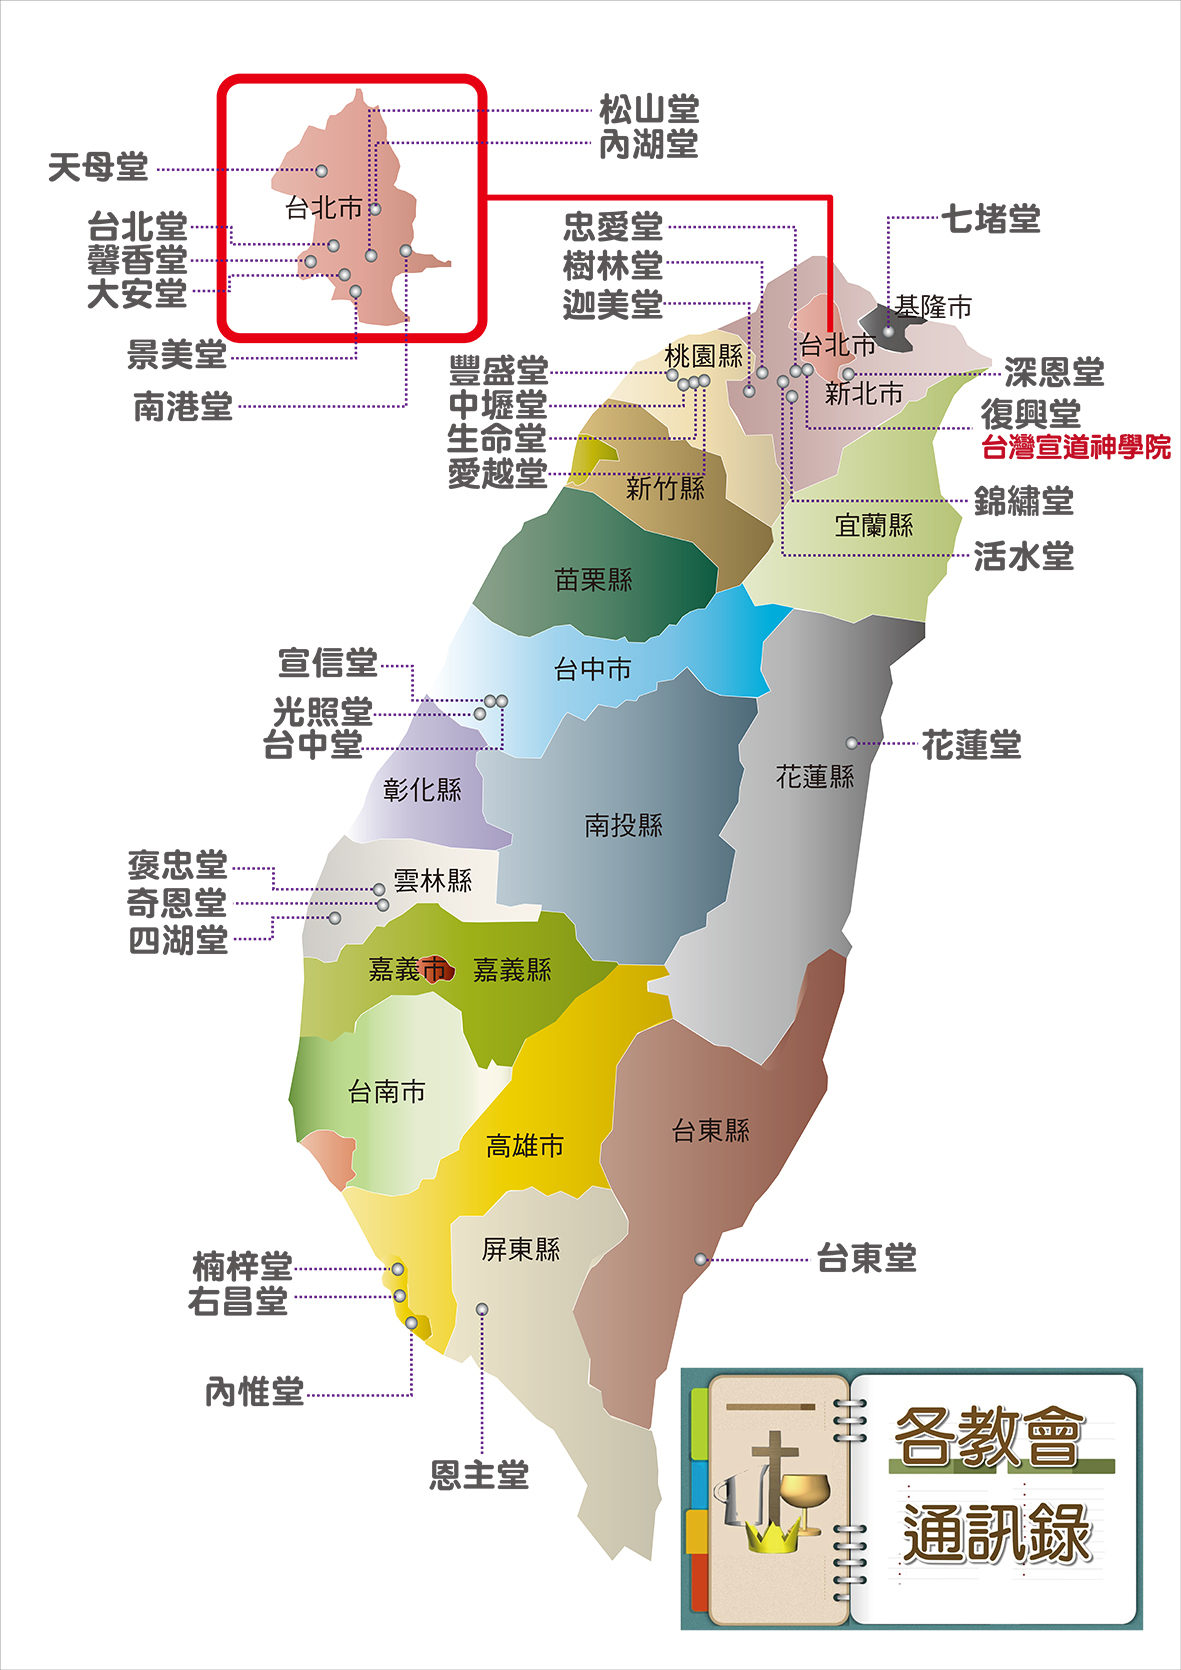 松山堂
內湖堂
天母堂
台北市
台北堂
馨香堂
大安堂
景美堂
南港堂
忠愛堂
樹林堂
迦美堂
七堵堂
基隆市
台北市
桃園縣
新北市
豐盛堂
中壢堂
生命堂
愛越堂
深恩堂
復興堂
台灣宣道神學院
錦繡堂
活水堂
新竹縣
宜蘭縣
苗栗縣
台中市
宣信堂
光照堂
台中堂
花蓮堂
花蓮縣
彰化縣
南投縣
褒忠堂
奇恩堂
四湖堂
雲林縣
嘉義市
嘉義縣
台南市
高雄市
台東縣
屏東縣
楠梓堂
右昌堂
內惟堂
恩主堂
台東堂
各教會
通訊錄